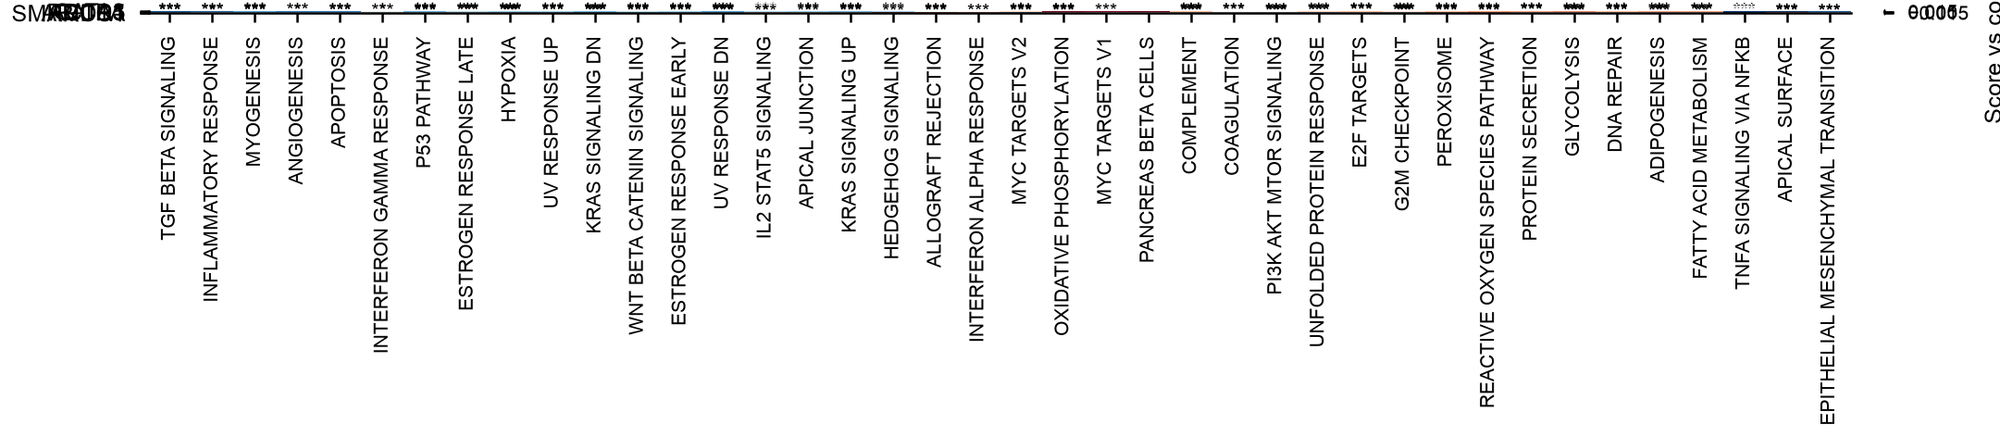 TGF BETA SIGNALING
INFLAMMATORY RESPONSE
MYOGENESIS
ANGIOGENESIS
APOPTOSIS
INTERFERON GAMMA RESPONSE
P53 PATHWAY
ESTROGEN RESPONSE LATE
HYPOXIA
UV RESPONSE UP
KRAS SIGNALING DN
WNT BETA CATENIN SIGNALING
ESTROGEN RESPONSE EARLY
UV RESPONSE DN
IL2 STAT5 SIGNALING
APICAL JUNCTION
KRAS SIGNALING UP
HEDGEHOG SIGNALING
ALLOGRAFT REJECTION
INTERFERON ALPHA RESPONSE
MYC TARGETS V2
OXIDATIVE PHOSPHORYLATION
MYC TARGETS V1
PANCREAS BETA CELLS
COMPLEMENT
COAGULATION
PI3K AKT MTOR SIGNALING
UNFOLDED PROTEIN RESPONSE
E2F TARGETS
G2M CHECKPOINT
PEROXISOME
REACTIVE OXYGEN SPECIES PATHWAY
PROTEIN SECRETION
GLYCOLYSIS
DNA REPAIR
ADIPOGENESIS
FATTY ACID METABOLISM
TNFA SIGNALING VIA NFKB
APICAL SURFACE
EPITHELIAL MESENCHYMAL TRANSITION
Score vs co